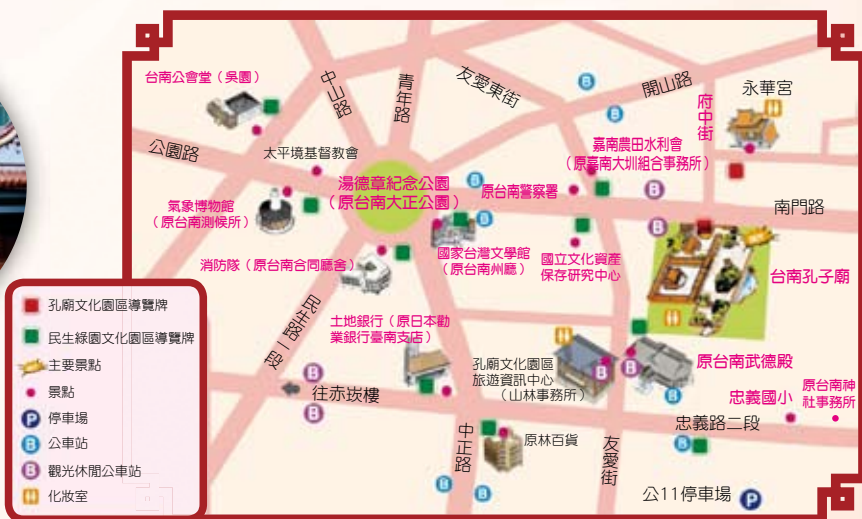 台南公會堂（吳園）
中山路
青年路
友愛東街
開山路
府中街
永華宮
公園路
太平境基督教會
嘉南農田水利會
（原嘉南大圳組合事務所）
湯德章紀念公園
（原台南大正公園）
原台南警察署
南門路
氣象博物館
（原台南測候所）
國家台灣文學館
（原台南州廳）
國立文化資產
保存研究中心
台南孔子廟
消防隊（原台南合同廳舍）
民生路一段
土地銀行（原日本勸
業銀行臺南支店）
孔廟文化園區
旅遊資訊中心
（山林事務所）
原台南武德殿
往赤崁樓
忠義國小
原台南神
社事務所
忠義路二段
中正路
原林百貨
友愛街
公11停車場
P
孔廟文化園區導覽牌
民生綠園文化園區導覽牌
主要景點
景點
P 停車場
B 公車站
B 觀光休閒公車站
化妝室